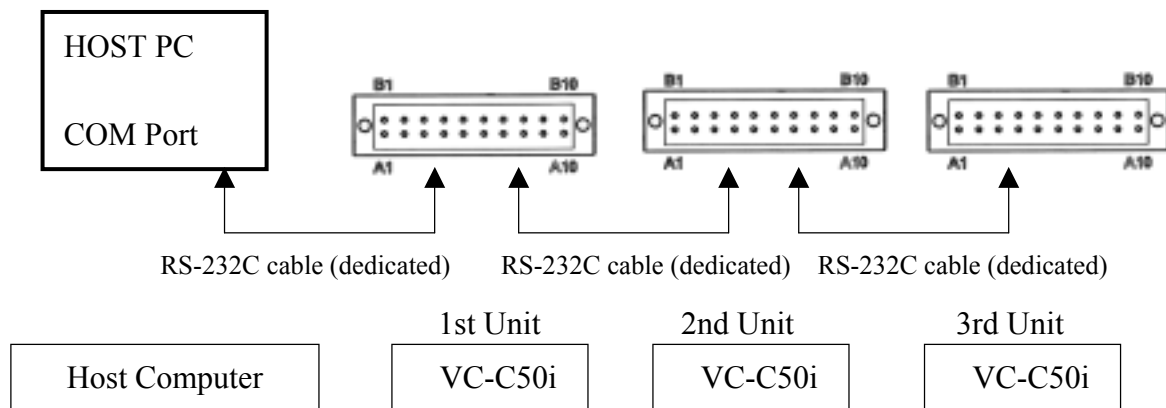 HOST PC
COM Port
B1 B10
A1 A10
B1 B10
A1 A10
B1 B10
A1 A10
RS-232C cable (dedicated) RS-232C cable (dedicated) RS-232C cable (dedicated)
1st Unit 2nd Unit 3rd Unit
Host Computer VC-C50i VC-C50i VC-C50i